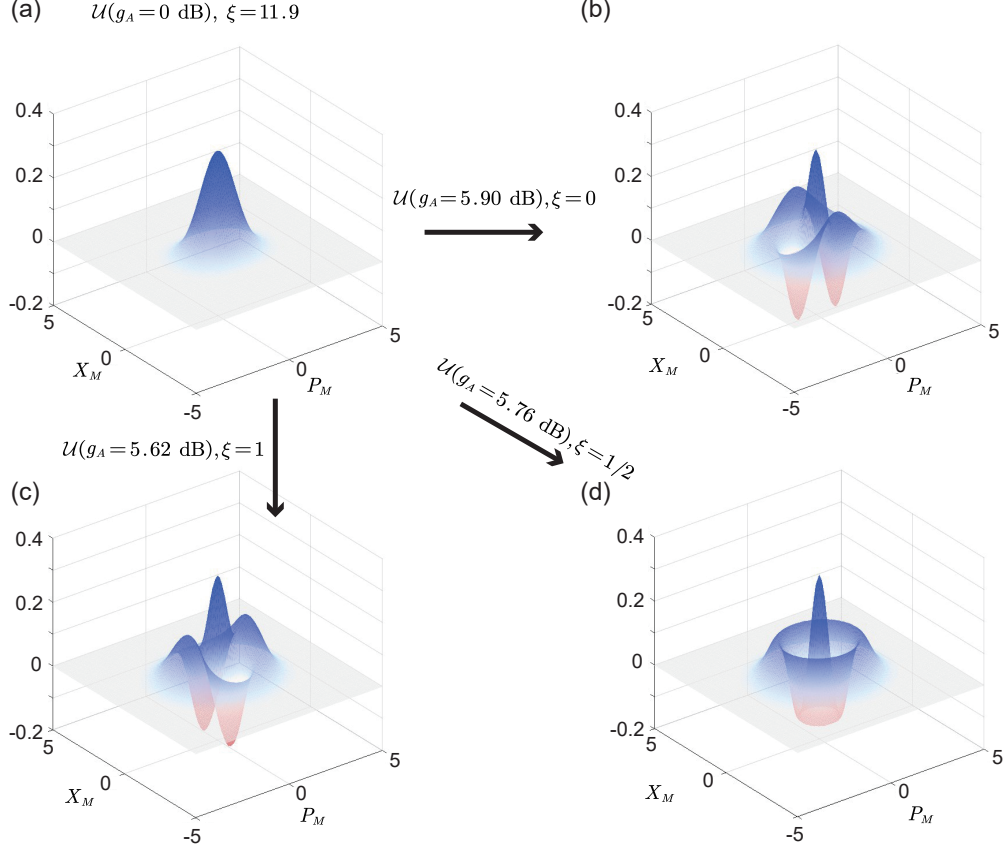 (a)
𝒰(g_A=0 dB), ξ=11.9
0.4
0.2
0
-0.2
5
0
-5
X_M
0
5
P_M
𝒰(g_A=5.90 dB),ξ=0
(b)
0.4
0.2
0
-0.2
5
0
-5
X_M
0
5
P_M
𝒰(g_A=5.62 dB),ξ=1
𝒰(g_A=5.76 dB),ξ=1/2
(c)
0.4
0.2
0
-0.2
5
0
-5
X_M
0
5
P_M
(d)
0.4
0.2
0
-0.2
5
0
-5
X_M
0
5
P_M